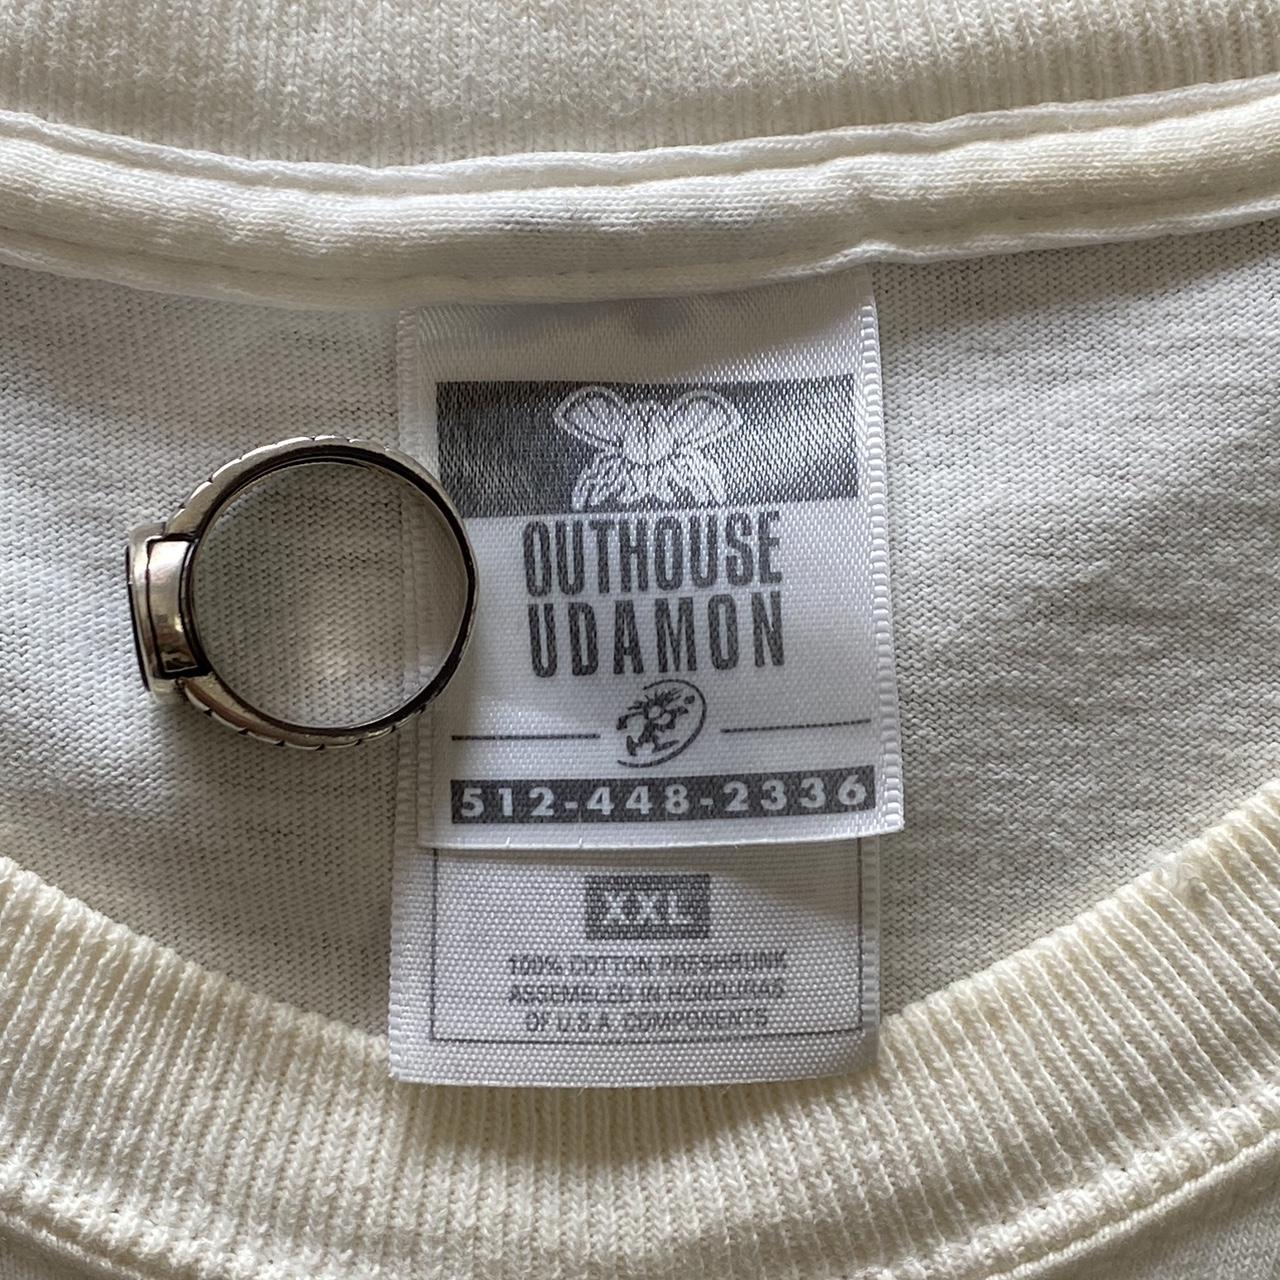 OUTHOUSE
UDAMON
512-448-2336
XXL
100% COTTON PRESHRUNK
ASSEMBLED IN HONDURAS
OF U.S.A. COMPONENTS